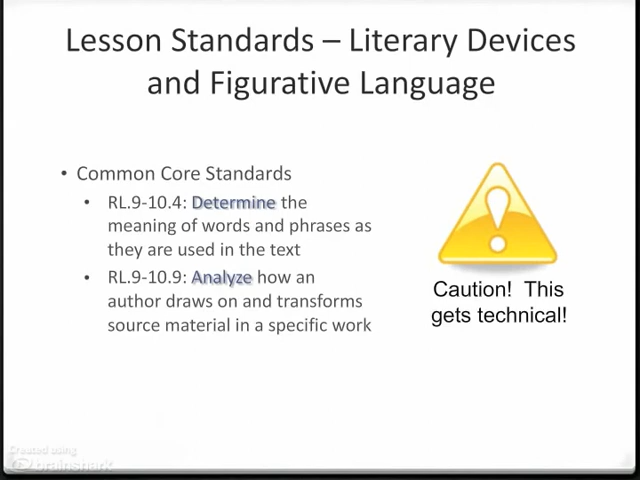 Lesson Standards – Literary Devices
and Figurative Language
• Common Core Standards
• RL.9-10.4: Determine the
meaning of words and phrases as
they are used in the text
• RL.9-10.9: Analyze how an
author draws on and transforms
source material in a specific work
Caution! This
gets technical!
Created using
brainshark